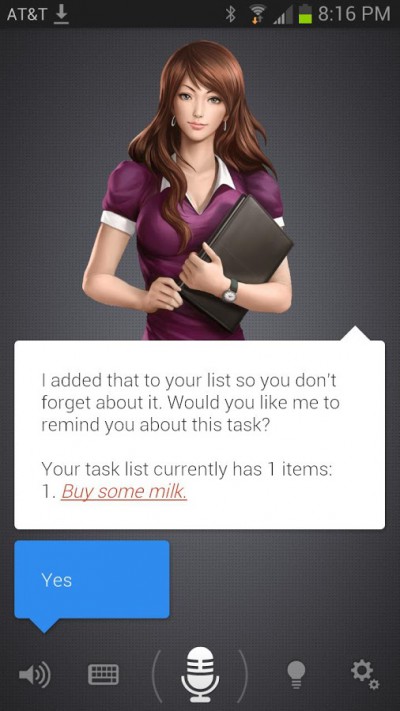 AT&T 8:16 PM
I added that to your list so you don't
forget about it. Would you like me to
remind you about this task?
Your task list currently has 1 items:
1. Buy some milk.
Yes